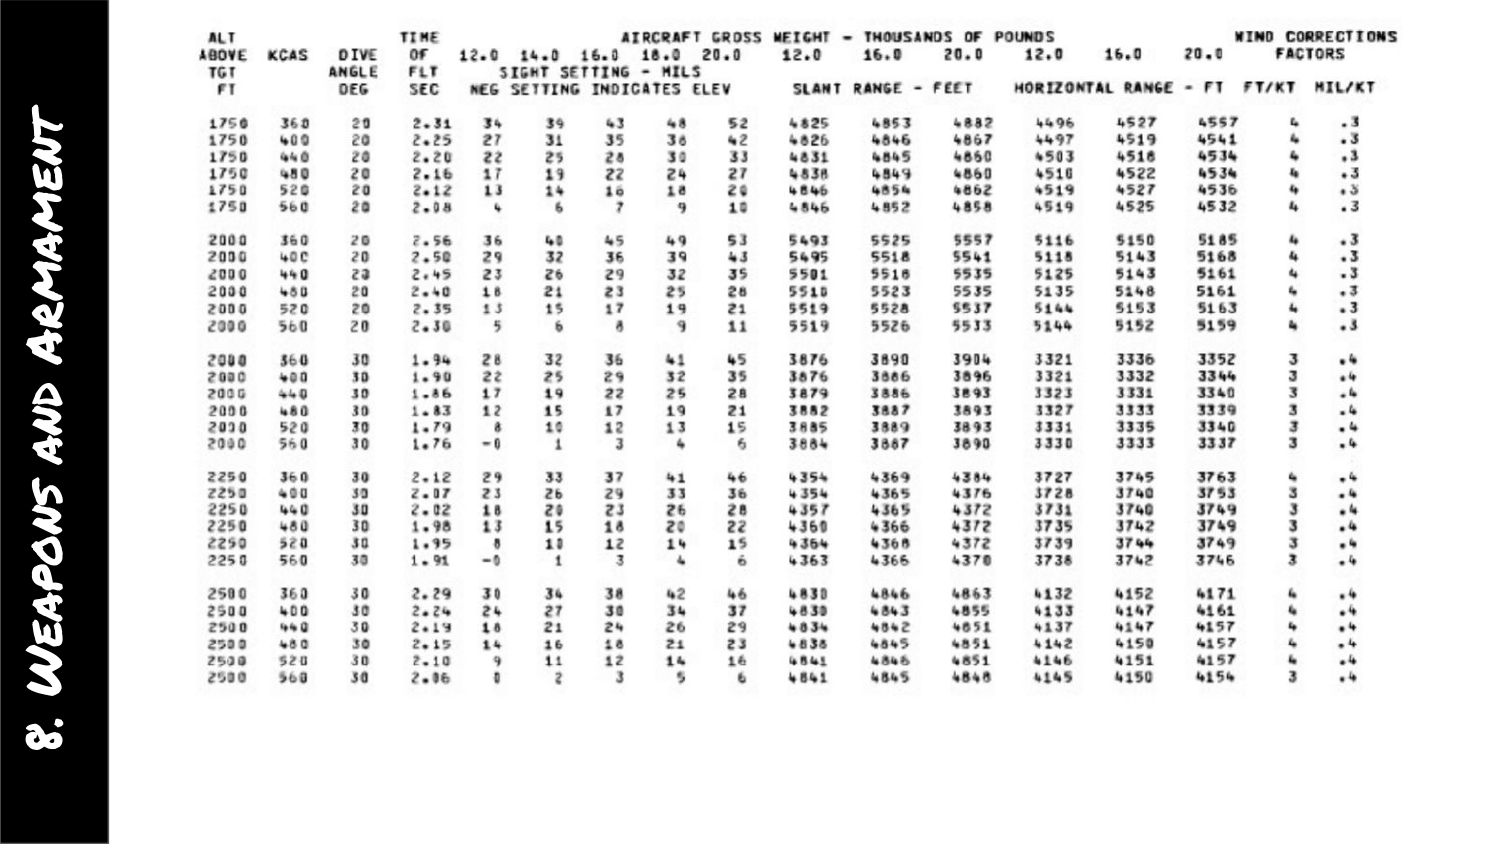 8. WEAPONS AND ARMAMENT
ALT TIME AIRCRAFT GROSS WEIGHT - THOUSANDS OF POUNDS WIND CORRECTIONS
ABOVE KCAS DIVE OF 12.0 14.0 16.0 18.0 20.0 12.0 16.0 20.0 12.0 16.0 20.0 FACTORS
TGT ANGLE FLT SIGHT SETTING - MILS
FT DEG SEC NEG SETTING INDICATES ELEV SLANT RANGE - FEET HORIZONTAL RANGE - FT FT/KT MIL/KT
1750 360 20 2.31 34 39 43 48 52 4825 4853 4882 4496 4527 4557 4 .3
1750 400 20 2.25 27 31 35 38 42 4826 4846 4867 4497 4519 4541 4 .3
1750 440 20 2.20 22 25 28 30 33 4831 4845 4860 4503 4518 4534 4 .3
1750 480 20 2.16 17 19 22 24 27 4838 4849 4860 4510 4522 4534 4 .3
1750 520 20 2.12 13 14 16 18 20 4846 4854 4862 4519 4527 4536 4 .3
1750 560 20 2.08 4 6 7 9 10 4846 4852 4858 4519 4525 4532 4 .3
2000 360 20 2.56 36 40 45 49 53 5493 5525 5557 5116 5150 5185 4 .3
2000 400 20 2.50 29 32 36 39 43 5495 5518 5541 5118 5143 5168 4 .3
2000 440 20 2.45 23 26 29 32 35 5501 5518 5535 5125 5143 5161 4 .3
2000 480 20 2.40 18 21 23 25 28 5510 5523 5535 5135 5148 5161 4 .3
2000 520 20 2.35 13 15 17 19 21 5519 5528 5537 5144 5153 5163 4 .3
2000 560 20 2.30 5 6 8 9 11 5519 5526 5533 5144 5152 5159 4 .3
2000 360 30 1.94 28 32 36 41 45 3876 3890 3904 3321 3336 3352 3 .4
2000 400 30 1.90 22 25 29 32 35 3876 3886 3896 3321 3332 3344 3 .4
2000 440 30 1.86 17 19 22 25 28 3879 3886 3893 3323 3331 3340 3 .4
2000 480 30 1.83 12 15 17 19 21 3882 3887 3893 3327 3333 3339 3 .4
2000 520 30 1.79 8 10 12 13 15 3885 3889 3893 3331 3335 3340 3 .4
2000 560 30 1.76 -0 1 3 4 6 3884 3887 3890 3330 3333 3337 3 .4
2250 360 30 2.12 29 33 37 41 46 4354 4369 4384 3727 3745 3763 4 .4
2250 400 30 2.07 23 26 29 33 36 4354 4365 4376 3728 3740 3753 3 .4
2250 440 30 2.02 18 20 23 26 28 4357 4365 4372 3731 3740 3749 3 .4
2250 480 30 1.98 13 15 18 20 22 4360 4366 4372 3735 3742 3749 3 .4
2250 520 30 1.95 8 10 12 14 15 4364 4368 4372 3739 3744 3749 3 .4
2250 560 30 1.91 -0 1 3 4 6 4363 4366 4370 3738 3742 3746 3 .4
2500 360 30 2.29 30 34 38 42 46 4830 4846 4863 4132 4152 4171 4 .4
2500 400 30 2.24 24 27 30 34 37 4830 4843 4855 4133 4147 4161 4 .4
2500 440 30 2.19 18 21 24 26 29 4834 4842 4851 4137 4147 4157 4 .4
2500 480 30 2.15 14 16 18 21 23 4838 4845 4851 4142 4150 4157 4 .4
2500 520 30 2.10 9 11 12 14 16 4841 4846 4851 4146 4151 4157 4 .4
2500 560 30 2.06 0 2 3 5 6 4841 4845 4848 4145 4150 4154 3 .4